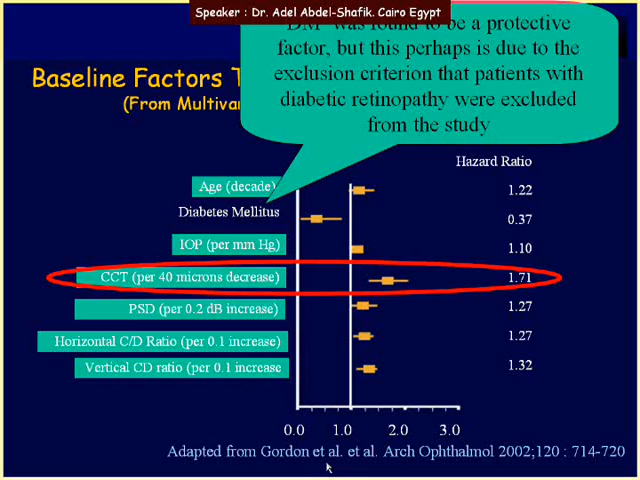 Speaker : Dr. Adel Abdel-Shafik. Cairo Egypt
DM was found to be a protective
factor, but this perhaps is due to the
exclusion criterion that patients with
diabetic retinopathy were excluded
from the study
Baseline Factors
(From
Hazard Ratio
Age (decade) 1.22
Diabetes Mellitus 0.37
IOP (per mm Hg) 1.10
CCT (per 40 microns decrease) 1.71
PSD (per 0.2 dB increase) 1.27
Horizontal C/D Ratio (per 0.1 increase) 1.27
Vertical CD ratio (per 0.1 increase 1.32
0.0 1.0 2.0 3.0
Adapted from Gordon et al. et al. Arch Ophthalmol 2002;120 : 714-720